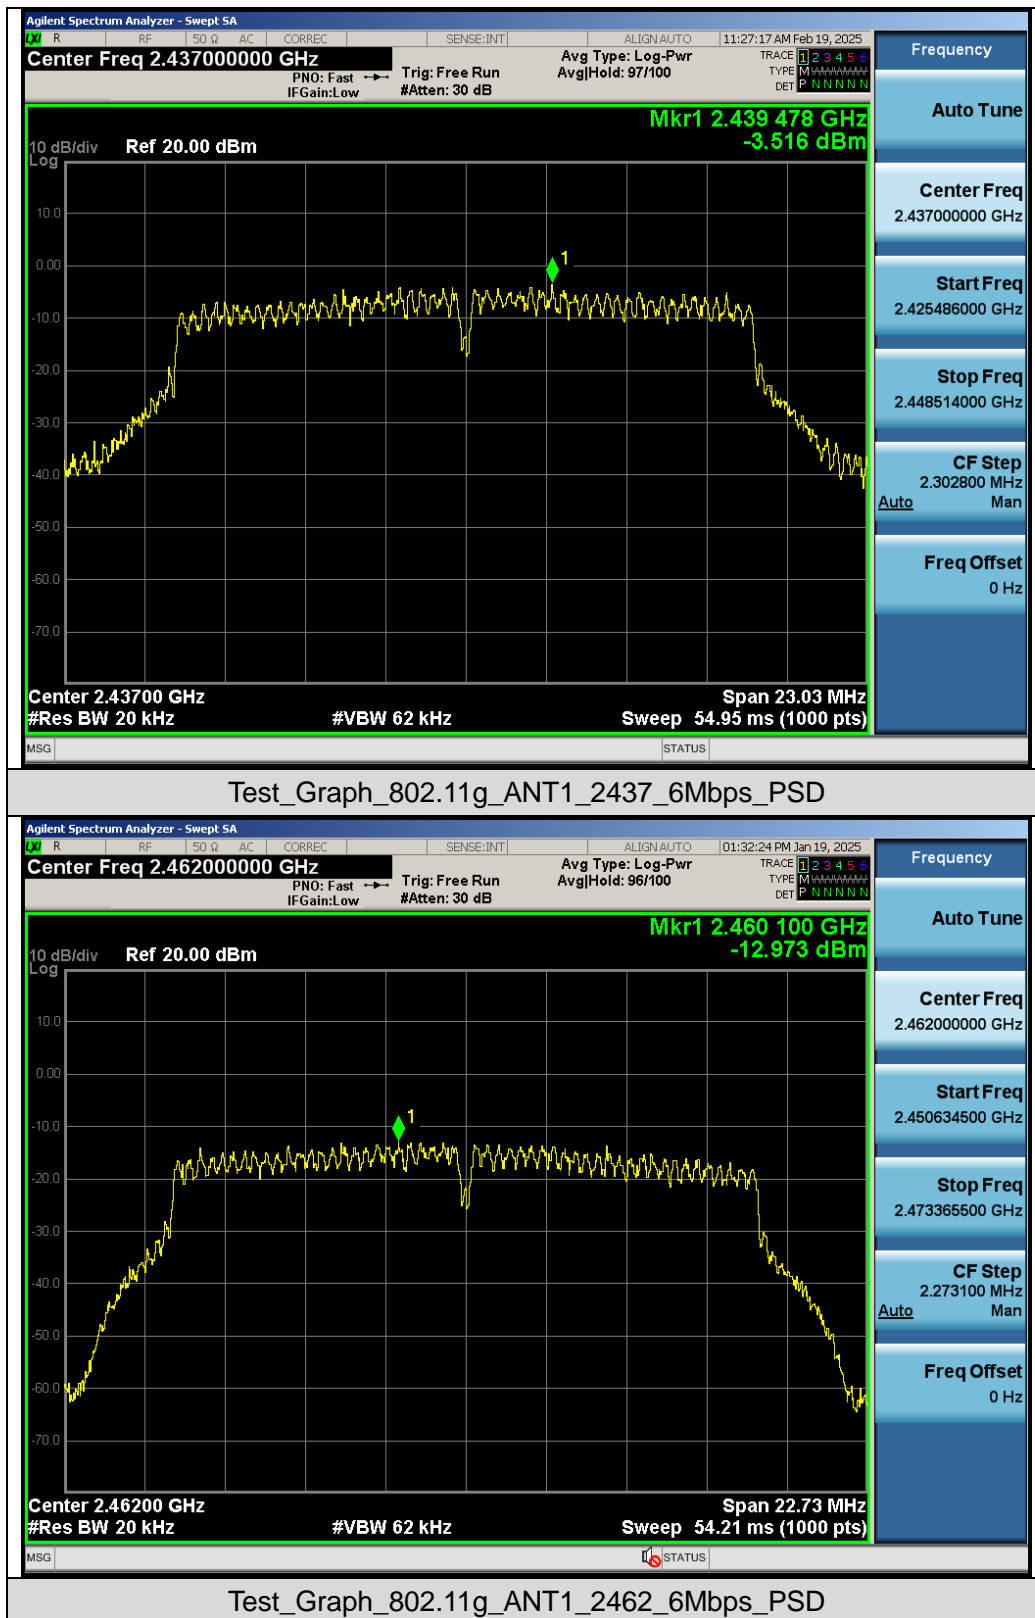 Agilent Spectrum Analyzer - Swept SA
LXI R RF 50 Ω AC CORREC SENSE:INT ALIGN AUTO 11:27:17 AM Feb 19, 2025
Center Freq 2.437000000 GHz
PNO: Fast
IFGain:Low
Trig: Free Run
#Atten: 30 dB
Avg Type: Log-Pwr
Avg|Hold: 97/100
TRACE 1 2 3 4 5 6
TYPE M WWWWW
DET P N N N N N
Mkr1 2.439 478 GHz
-3.516 dBm
10 dB/div Ref 20.00 dBm
Log
10.0
0.00
-10.0
-20.0
-30.0
-40.0
-50.0
-60.0
-70.0
1
Center 2.43700 GHz Span 23.03 MHz
#Res BW 20 kHz #VBW 62 kHz Sweep 54.95 ms (1000 pts)
MSG STATUS
Frequency
Auto Tune
Center Freq
2.437000000 GHz
Start Freq
2.425486000 GHz
Stop Freq
2.448514000 GHz
CF Step
2.302800 MHz
Auto Man
Freq Offset
0 Hz
Test_Graph_802.11g_ANT1_2437_6Mbps_PSD
Agilent Spectrum Analyzer - Swept SA
LXI R RF 50 Ω AC CORREC SENSE:INT ALIGN AUTO 01:32:24 PM Jan 19, 2025
Center Freq 2.462000000 GHz
PNO: Fast
IFGain:Low
Trig: Free Run
#Atten: 30 dB
Avg Type: Log-Pwr
Avg|Hold: 96/100
TRACE 1 2 3 4 5 6
TYPE M WWWWW
DET P N N N N N
Mkr1 2.460 100 GHz
-12.973 dBm
10 dB/div Ref 20.00 dBm
Log
10.0
0.00
-10.0
-20.0
-30.0
-40.0
-50.0
-60.0
-70.0
1
Center 2.46200 GHz Span 22.73 MHz
#Res BW 20 kHz #VBW 62 kHz Sweep 54.21 ms (1000 pts)
MSG STATUS
Frequency
Auto Tune
Center Freq
2.462000000 GHz
Start Freq
2.450634500 GHz
Stop Freq
2.473365500 GHz
CF Step
2.273100 MHz
Auto Man
Freq Offset
0 Hz
Test_Graph_802.11g_ANT1_2462_6Mbps_PSD